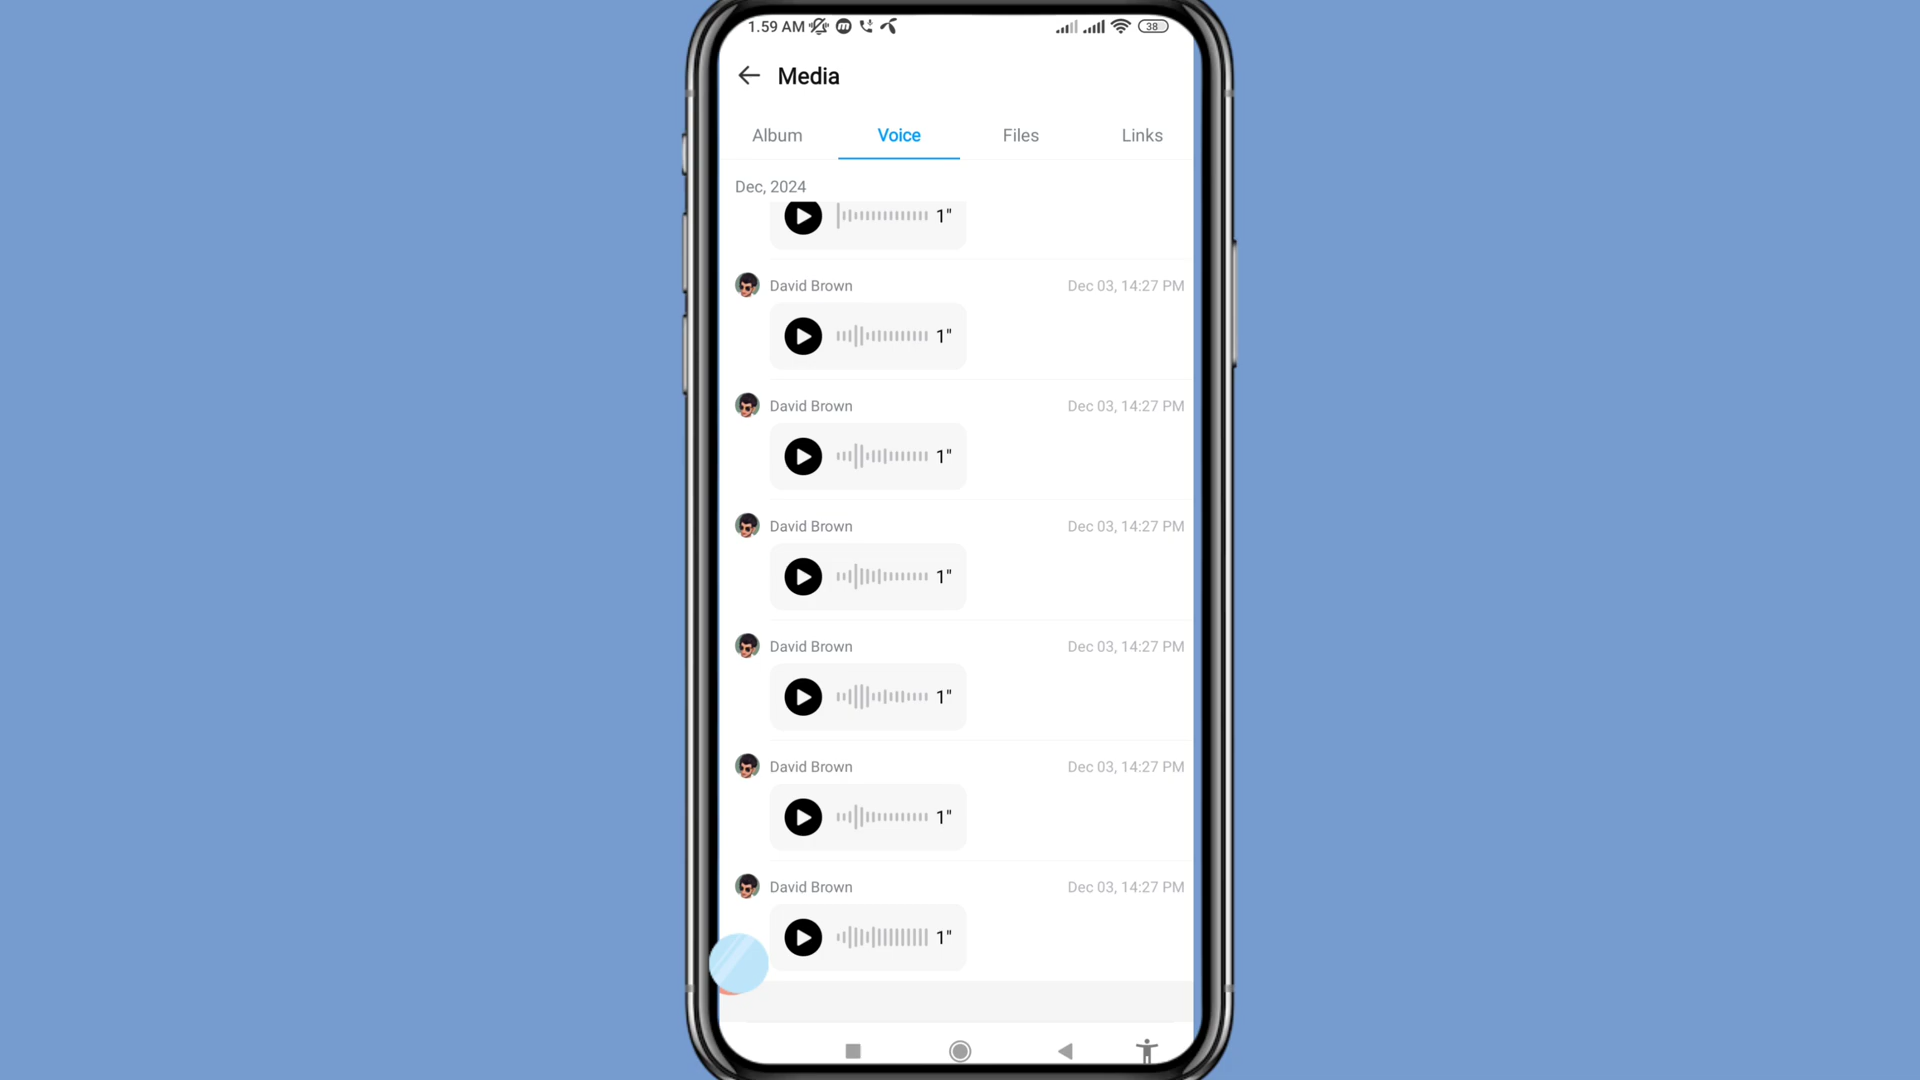 1.59 AM 38
Media
Album Voice Files Links
Dec, 2024
1"
David Brown Dec 03, 14:27 PM
1"
David Brown Dec 03, 14:27 PM
1"
David Brown Dec 03, 14:27 PM
1"
David Brown Dec 03, 14:27 PM
1"
David Brown Dec 03, 14:27 PM
1"
David Brown Dec 03, 14:27 PM
1"